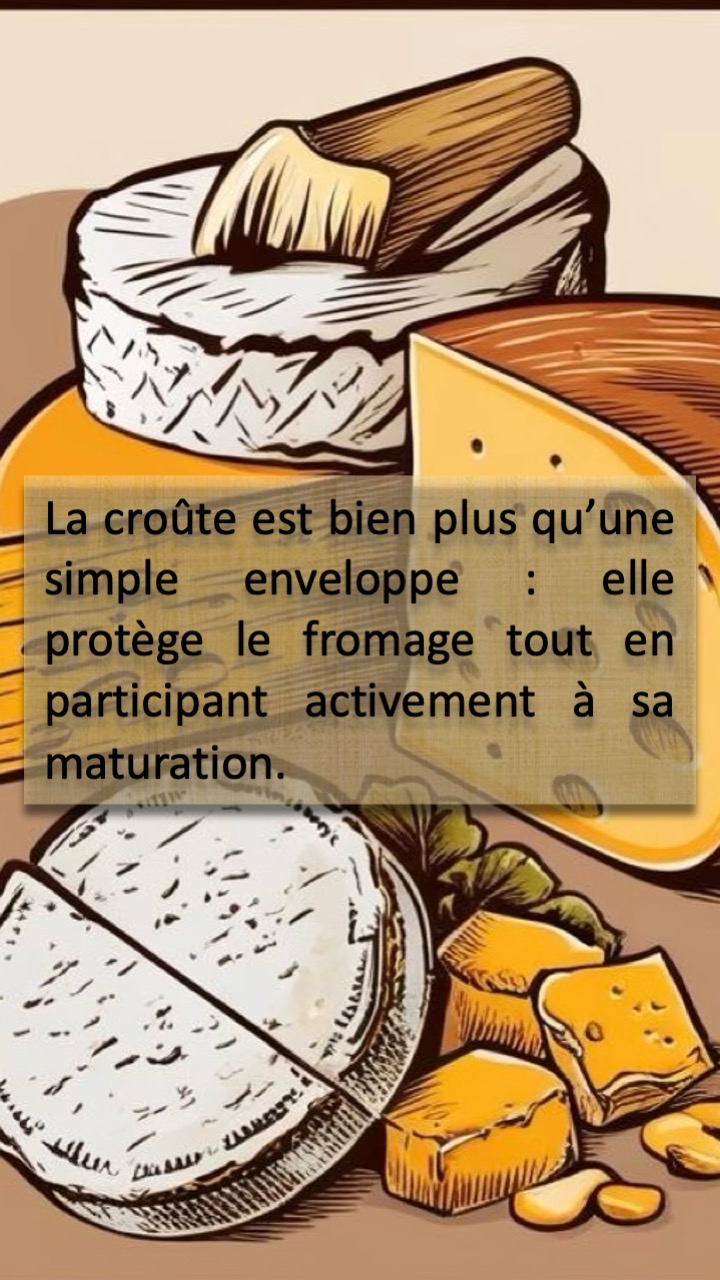 La croûte est bien plus qu’une
simple enveloppe : elle
protège le fromage tout en
participant activement à sa
maturation.